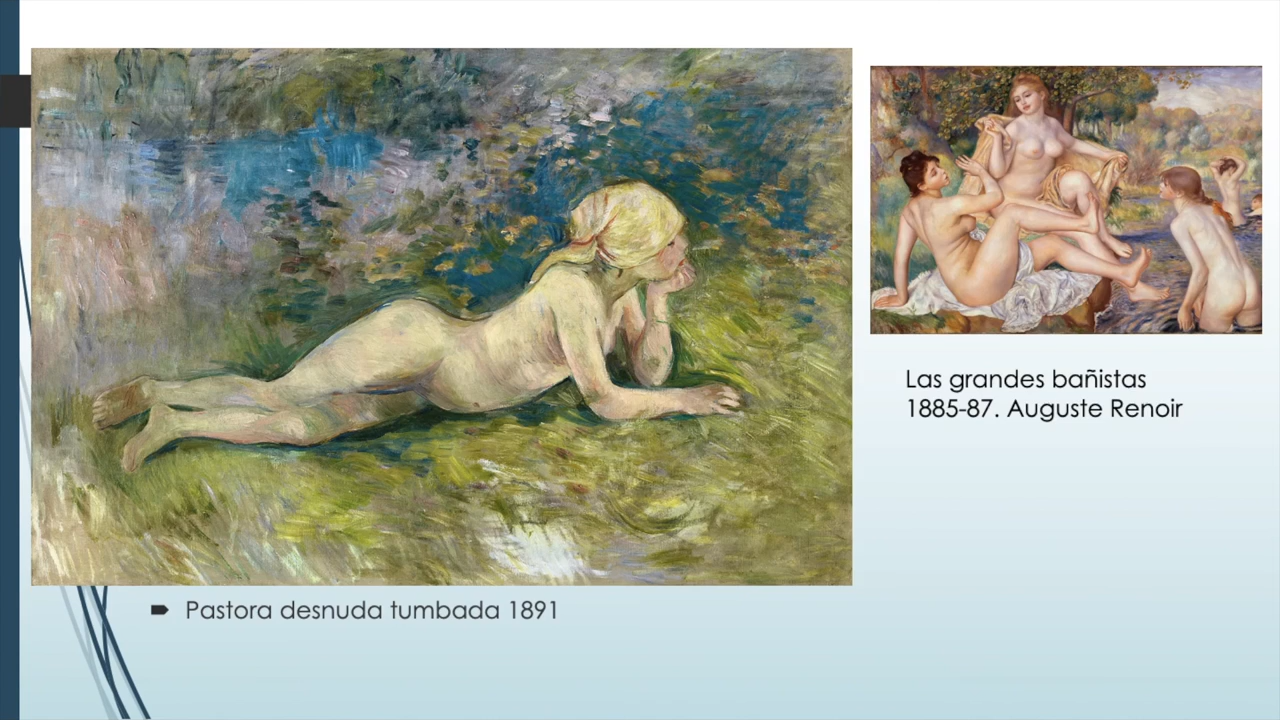 Las grandes bañistas
1885-87. Auguste Renoir
Pastora desnuda tumbada 1891